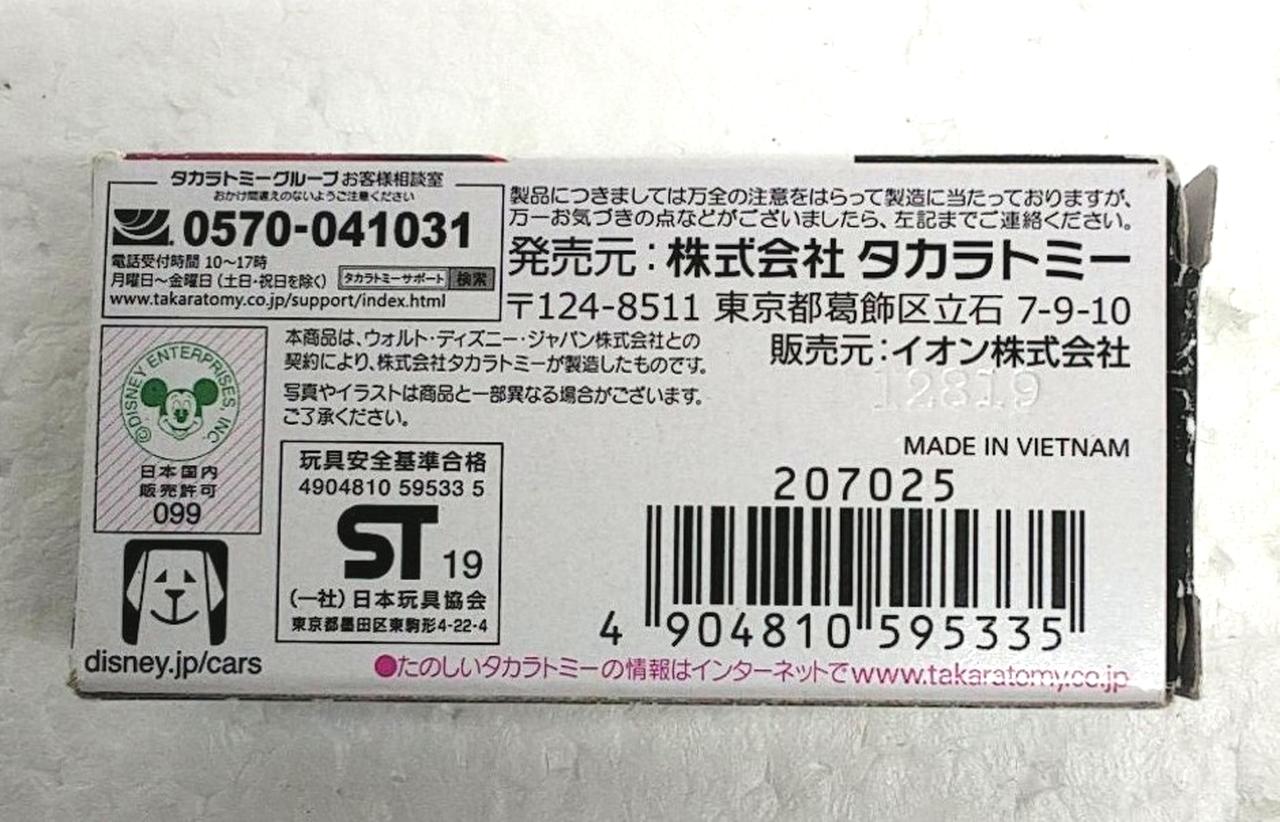 タカラトミーグループお客様相談室
おかけ間違えのないようご注意ください
0570-041031
電話受付時間 10〜17時
月曜日〜金曜日(土日・祝日を除く) タカラトミーサポート 検索
www.takaratomy.co.jp/support/index.html
製品につきましては万全の注意をはらって製造に当たっておりますが、
万一お気づきの点などがございましたら、左記までご連絡ください。
発売元:株式会社 タカラトミー
〒124-8511 東京都葛飾区立石 7-9-10
販売元:イオン株式会社
12819
本商品は、ウォルト・ディズニー・ジャパン株式会社との
契約により、株式会社タカラトミーが製造したものです。
写真やイラストは商品と一部異なる場合がございます。
ご了承ください。
©DISNEY ENTERPRISES, INC.
日本国内
販売許可
099
disney.jp/cars
玩具安全基準合格
4904810 59533 5
ST 19
(一社)日本玩具協会
東京都墨田区東駒形4-22-4
MADE IN VIETNAM
207025
4 904810 595335
●たのしいタカラトミーの情報はインターネットでwww.takaratomy.co.jp